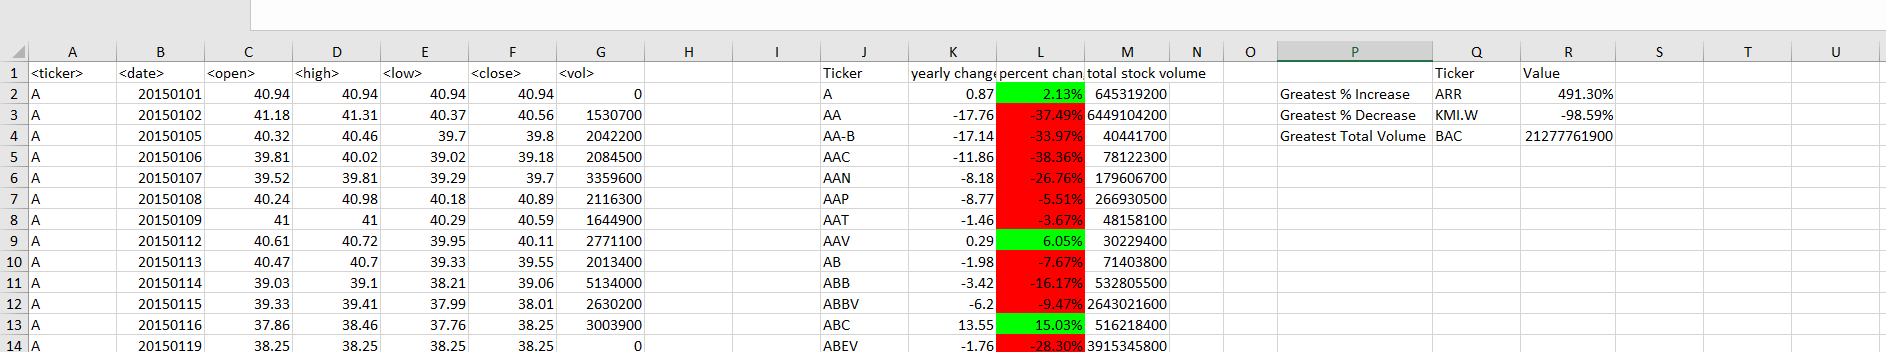 A B C D E F G H I J K L M N O P Q R S T U
1 <ticker> <date> <open> <high> <low> <close> <vol> Ticker yearly change percent chan total stock volume Ticker Value
2 A 20150101 40.94 40.94 40.94 40.94 0 A 0.87 2.13% 645319200 Greatest % Increase ARR 491.30%
3 A 20150102 41.18 41.31 40.37 40.56 1530700 AA -17.76 -37.49% 6449104200 Greatest % Decrease KMI.W -98.59%
4 A 20150105 40.32 40.46 39.7 39.8 2042200 AA-B -17.14 -33.97% 40441700 Greatest Total Volume BAC 21277761900
5 A 20150106 39.81 40.02 39.02 39.18 2084500 AAC -11.86 -38.36% 78122300
6 A 20150107 39.52 39.81 39.29 39.7 3359600 AAN -8.18 -26.76% 179606700
7 A 20150108 40.24 40.98 40.18 40.89 2116300 AAP -8.77 -5.51% 266930500
8 A 20150109 41 41 40.29 40.59 1644900 AAT -1.46 -3.67% 48158100
9 A 20150112 40.61 40.72 39.95 40.11 2771100 AAV 0.29 6.05% 30229400
10 A 20150113 40.47 40.7 39.33 39.55 2013400 AB -1.98 -7.67% 71403800
11 A 20150114 39.03 39.1 38.21 39.06 5134000 ABB -3.42 -16.17% 532805500
12 A 20150115 39.33 39.41 37.99 38.01 2630200 ABBV -6.2 -9.47% 2643021600
13 A 20150116 37.86 38.46 37.76 38.25 3003900 ABC 13.55 15.03% 516218400
14 A 20150119 38.25 38.25 38.25 38.25 0 ABEV -1.76 -28.30% 3915345800